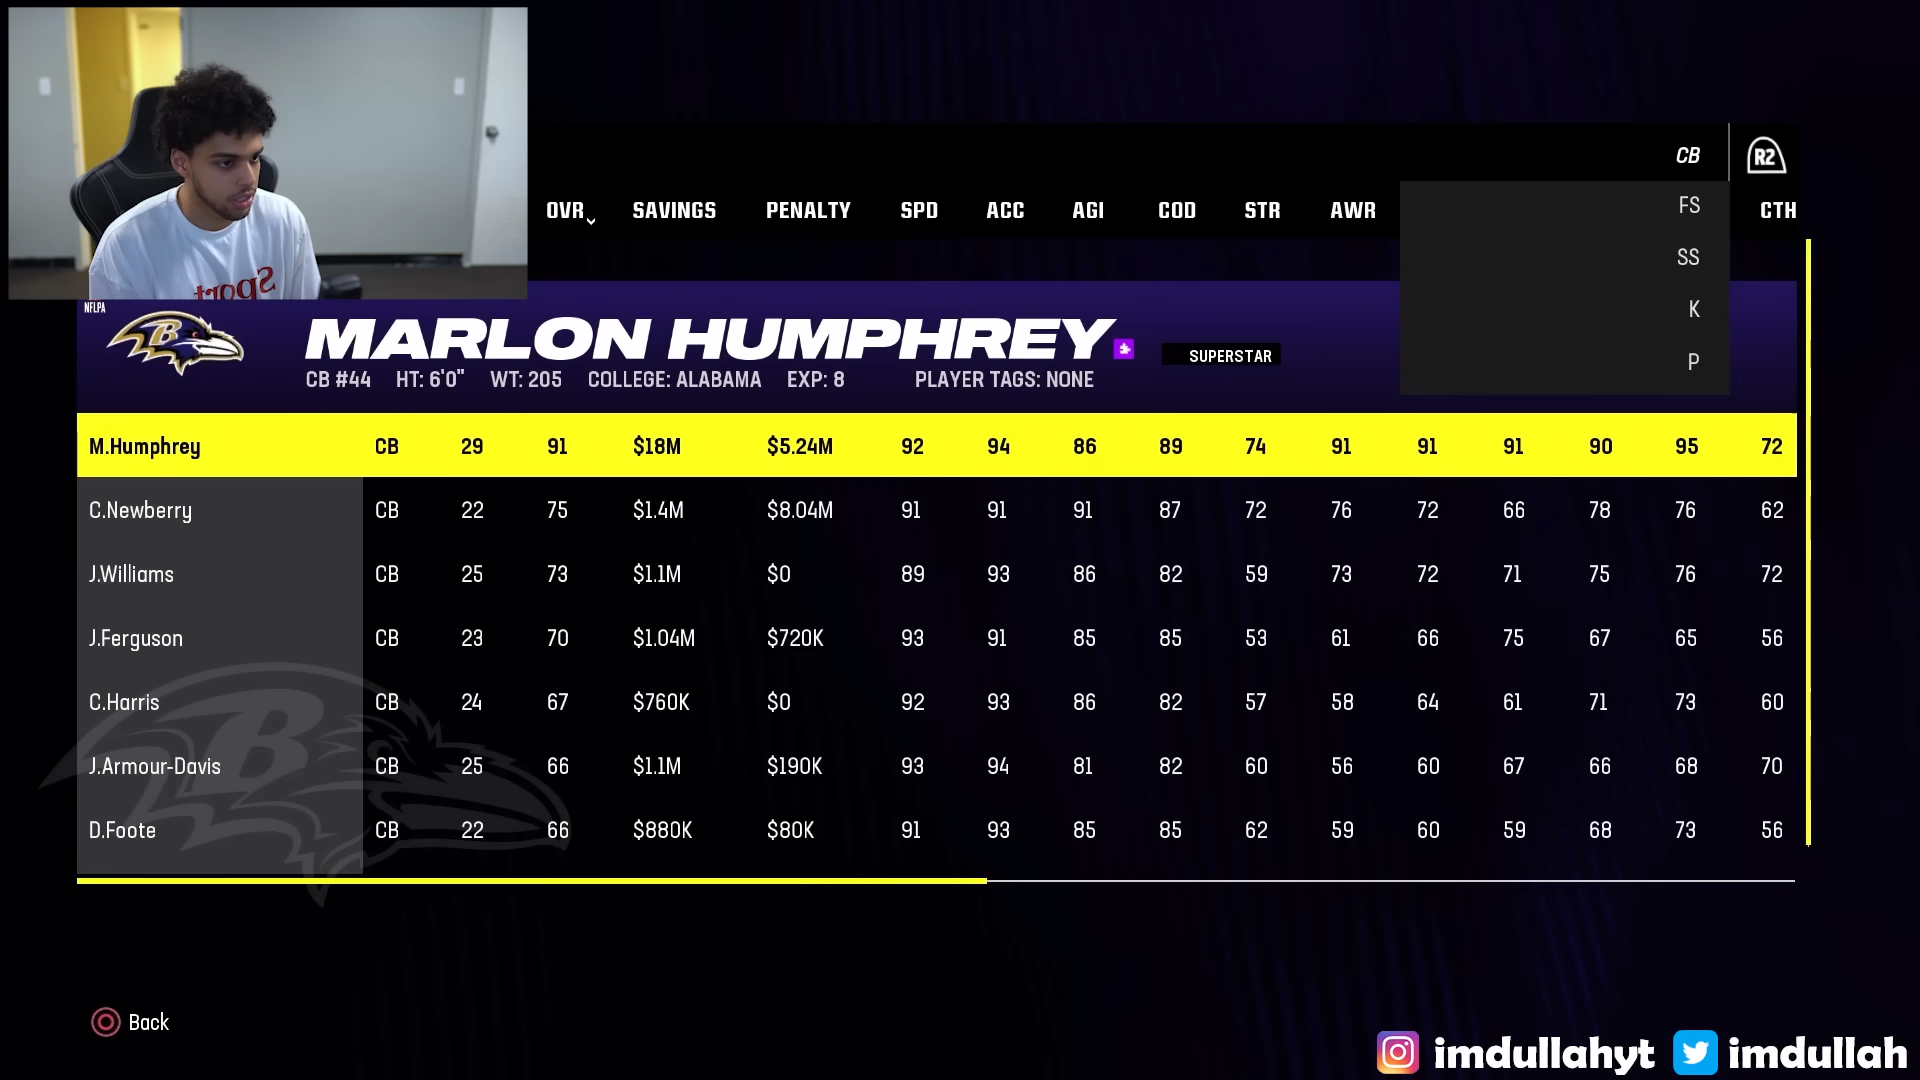 Sport
CB R2
OVR SAVINGS PENALTY SPD ACC AGI COD STR AWR CTH
FS
SS
K
P
NFLPA
B
MARLON HUMPHREY SUPERSTAR
CB #44 HT: 6'0" WT: 205 COLLEGE: ALABAMA EXP: 8 PLAYER TAGS: NONE
M.Humphrey CB 29 91 $18M $5.24M 92 94 86 89 74 91 91 91 90 95 72
C.Newberry CB 22 75 $1.4M $8.04M 91 91 91 87 72 76 72 66 78 76 62
J.Williams CB 25 73 $1.1M $0 89 93 86 82 59 73 72 71 75 76 72
J.Ferguson CB 23 70 $1.04M $720K 93 91 85 85 53 61 66 75 67 65 56
C.Harris CB 24 67 $760K $0 92 93 86 82 57 58 64 61 71 73 60
J.Armour-Davis CB 25 66 $1.1M $190K 93 94 81 82 60 56 60 67 66 68 70
D.Foote CB 22 66 $880K $80K 91 93 85 85 62 59 60 59 68 73 56
B
Back
imdullahyt imdullah